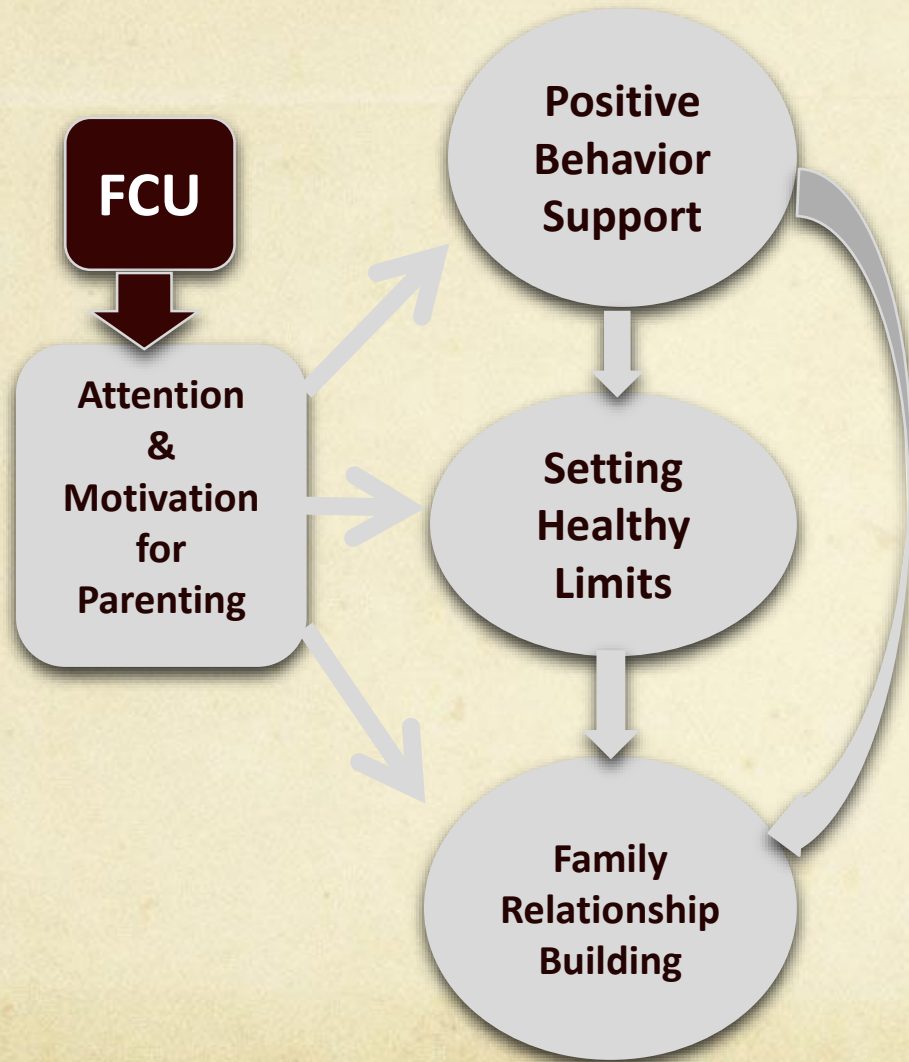 FCU
Attention
&
Motivation
for
Parenting
Positive
Behavior
Support
Setting
Healthy
Limits
Family
Relationship
Building